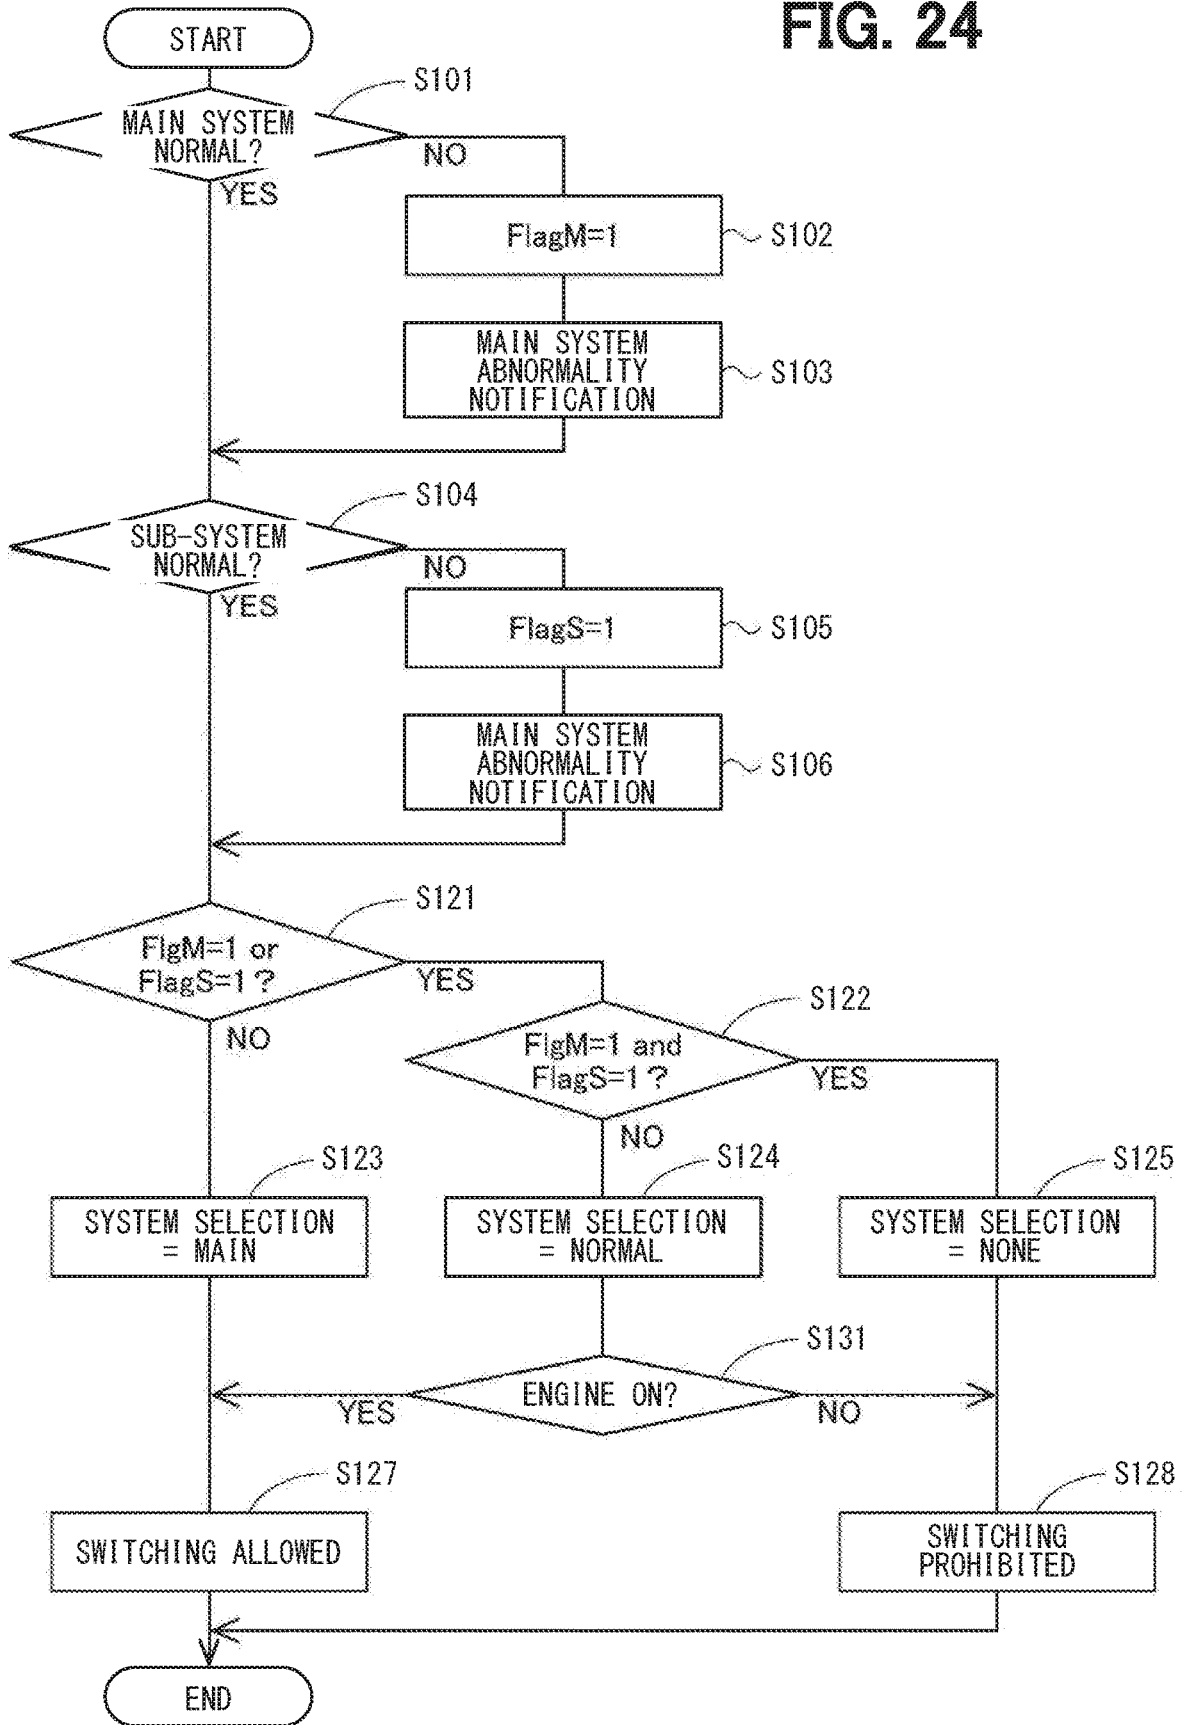 FIG. 24
START
S101
MAIN SYSTEM
NORMAL?
NO
YES
FlagM=1
S102
MAIN SYSTEM
ABNORMALITY
NOTIFICATION
S103
S104
SUB-SYSTEM
NORMAL?
NO
YES
FlagS=1
S105
MAIN SYSTEM
ABNORMALITY
NOTIFICATION
S106
S121
FlgM=1 or
FlagS=1?
YES
NO
S122
FlgM=1 and
FlagS=1?
YES
NO
S123
SYSTEM SELECTION
= MAIN
S124
SYSTEM SELECTION
= NORMAL
S125
SYSTEM SELECTION
= NONE
S131
ENGINE ON?
YES
NO
S127
SWITCHING ALLOWED
S128
SWITCHING
PROHIBITED
END